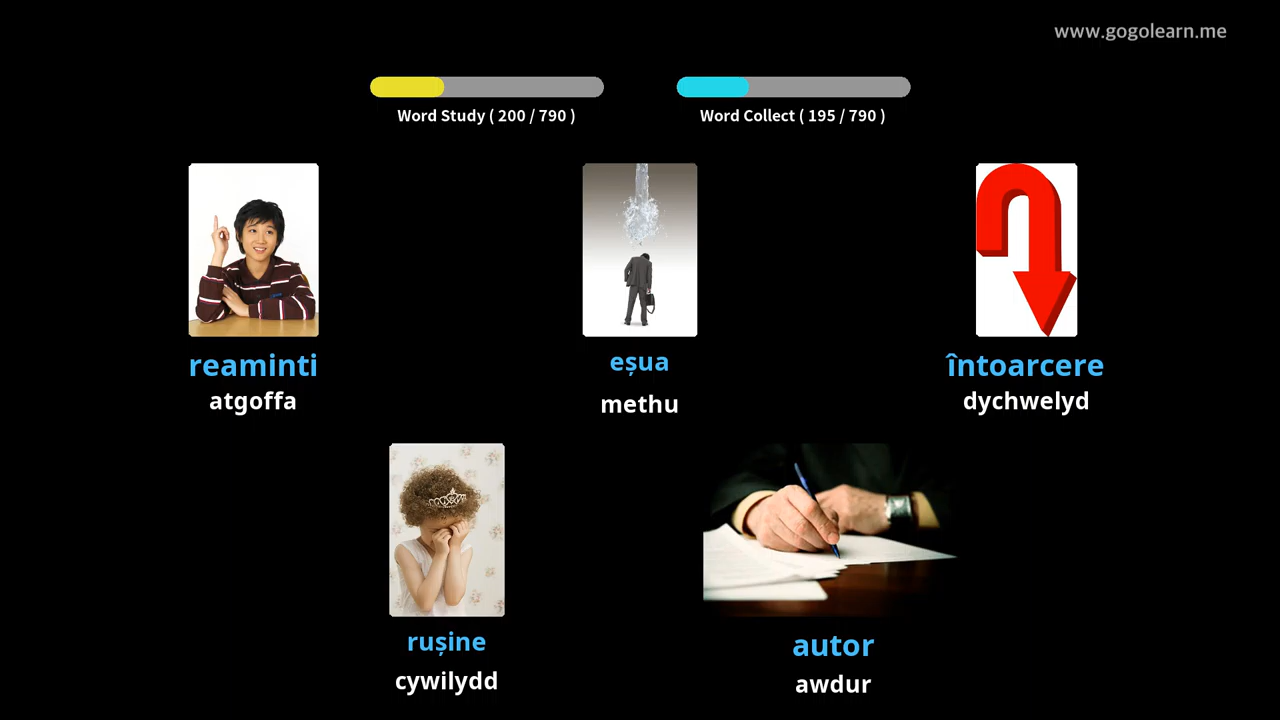 www.gogolearn.me
Word Study ( 200 / 790 )
Word Collect ( 195 / 790 )
reaminti
atgoffa
eșua
methu
întoarcere
dychwelyd
rușine
cywilydd
autor
awdur